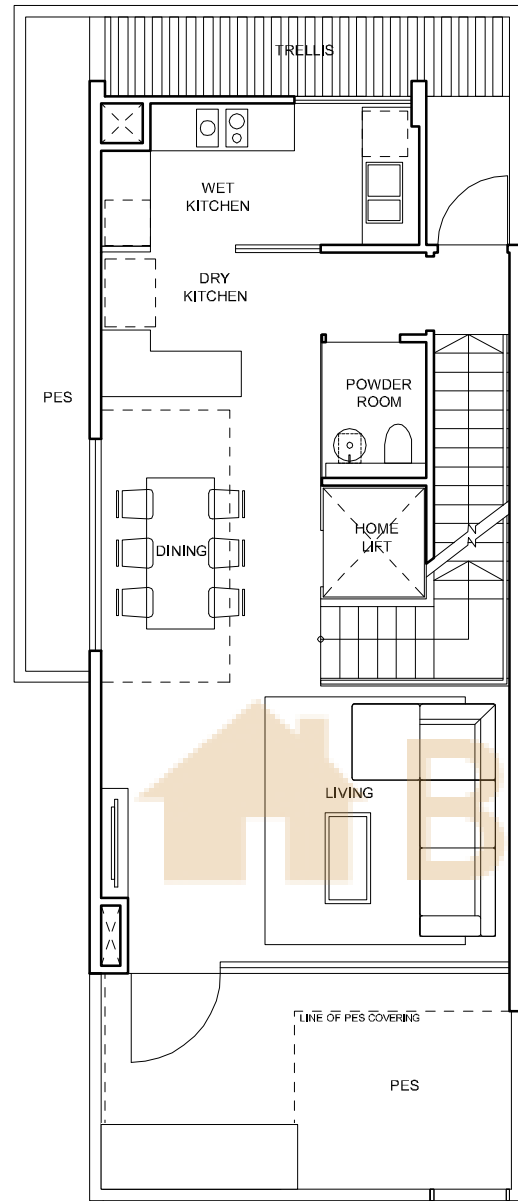 TRELLIS
WET
KITCHEN
DRY
KITCHEN
PES
POWDER
ROOM
HOME
LIFT
DINING
LIVING
B
LINE OF PES COVERING
PES